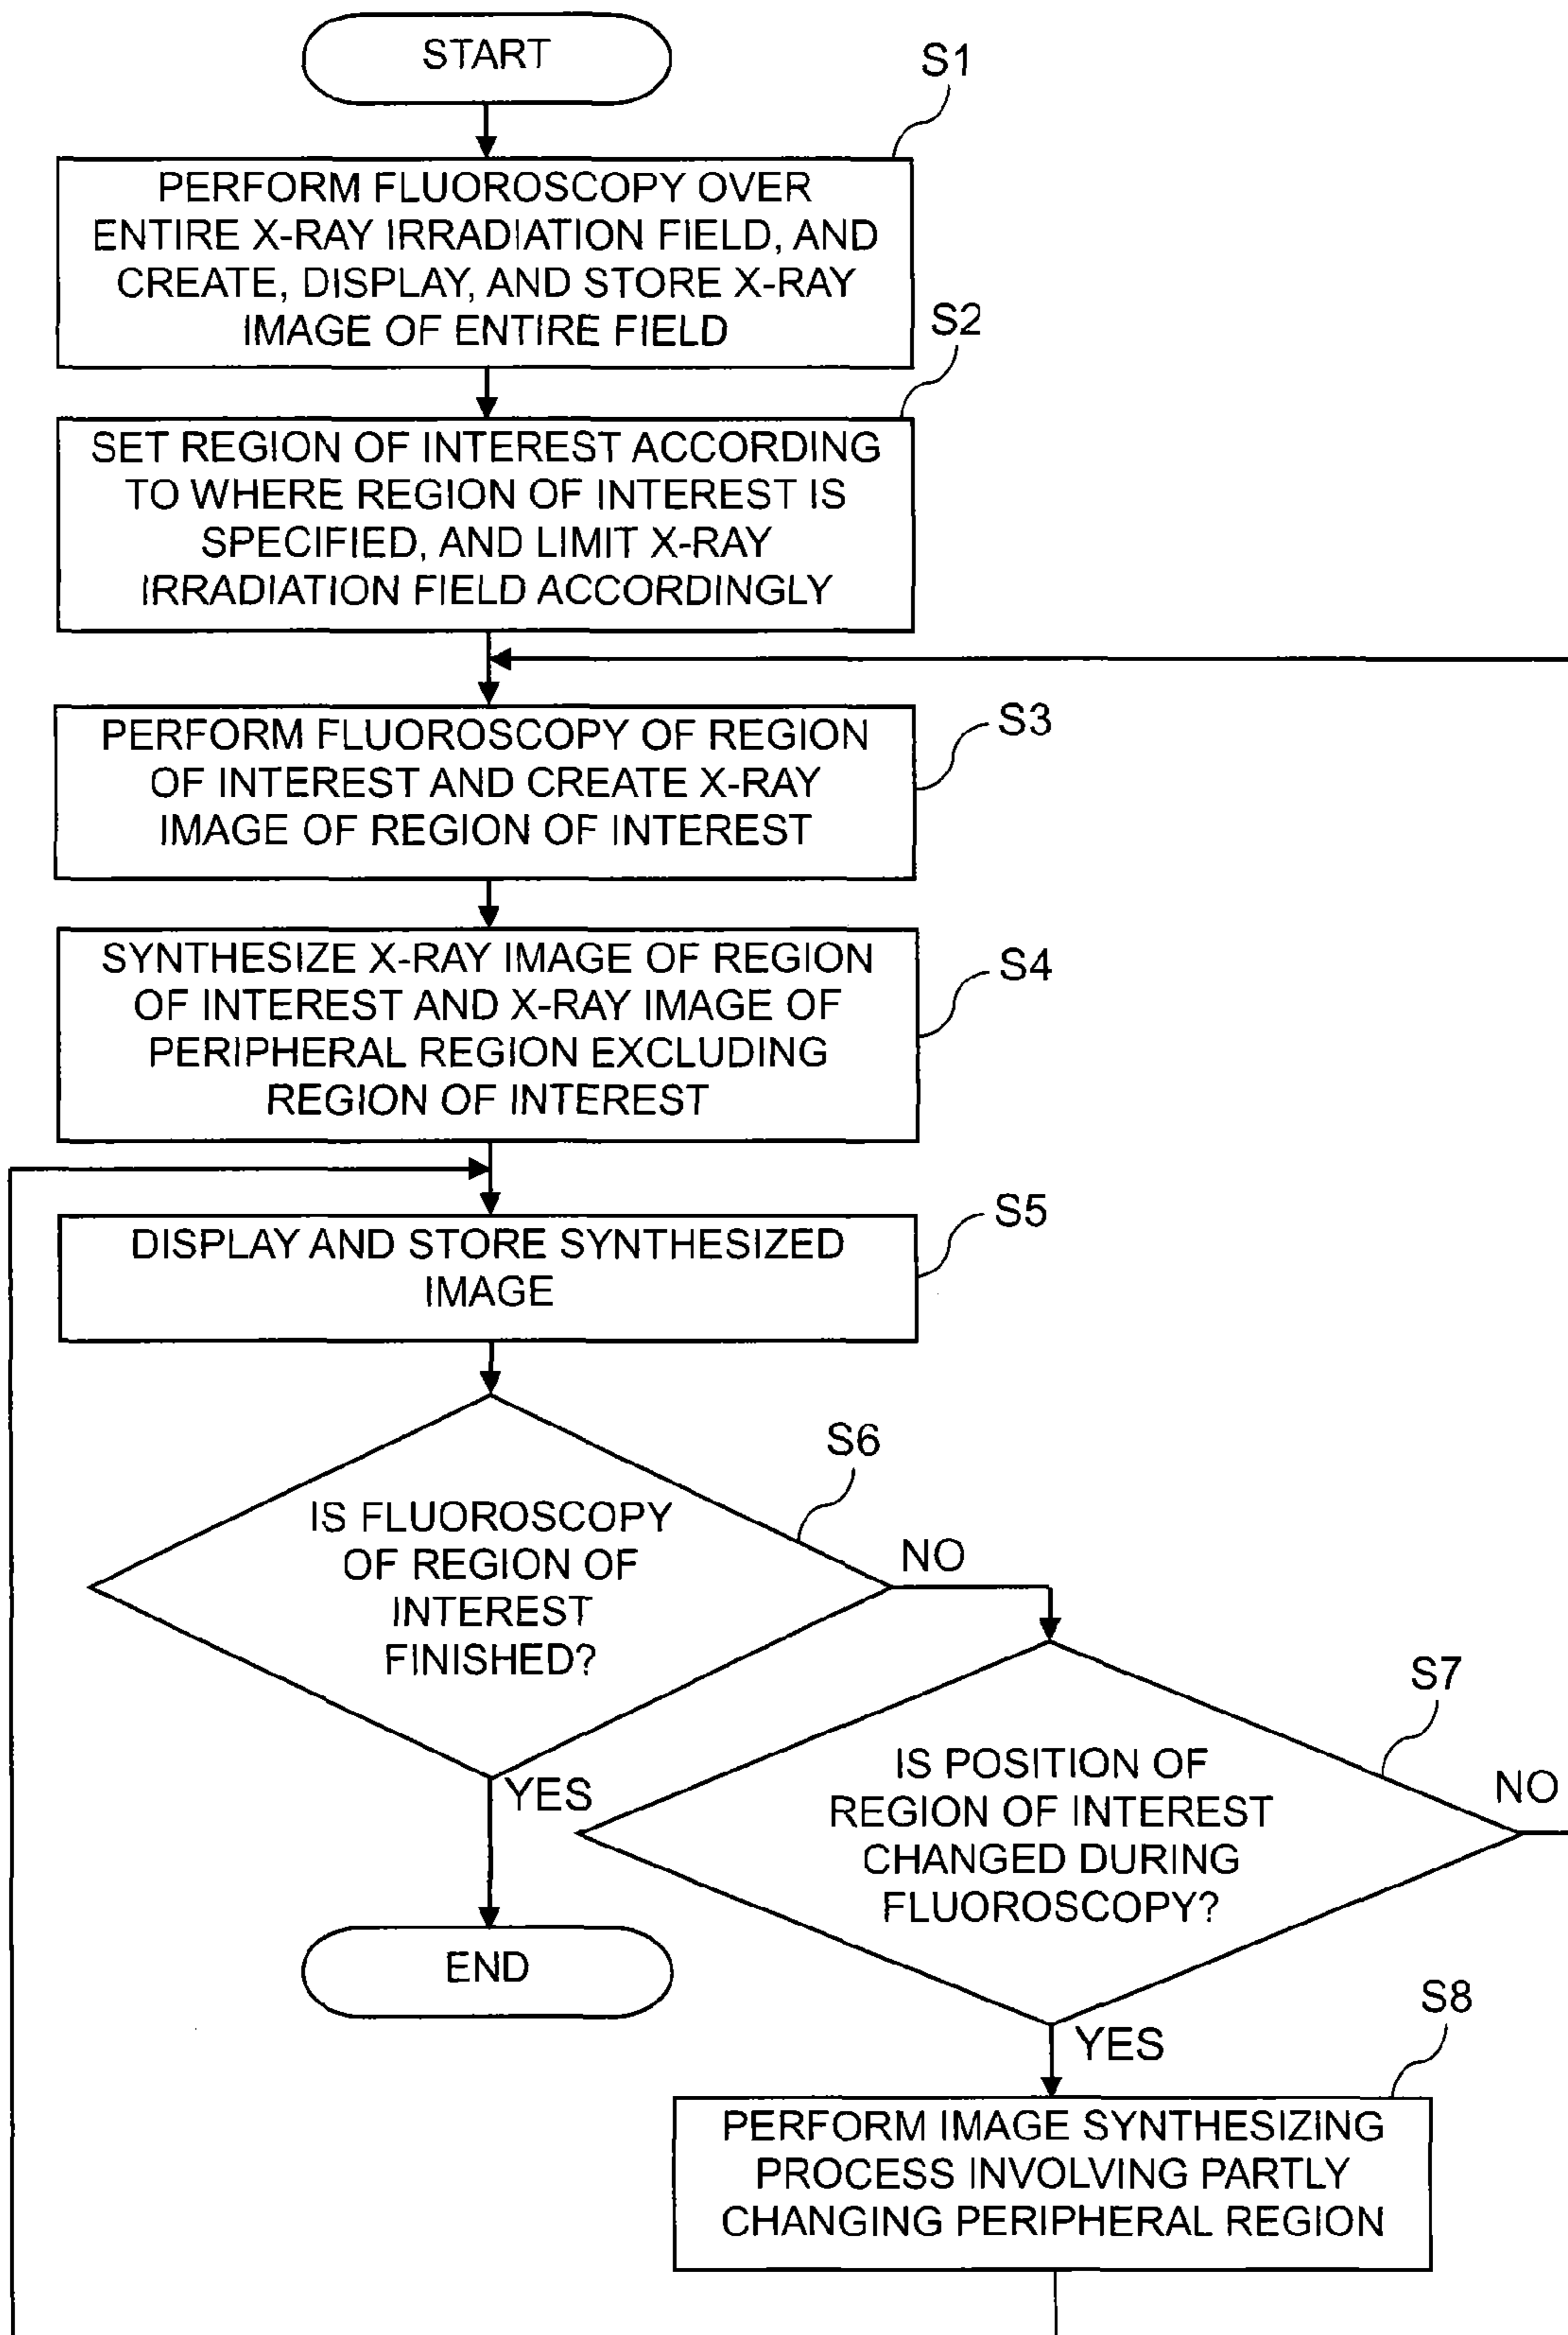 START
S1
PERFORM FLUOROSCOPY OVER
ENTIRE X-RAY IRRADIATION FIELD, AND
CREATE, DISPLAY, AND STORE X-RAY
IMAGE OF ENTIRE FIELD
S2
SET REGION OF INTEREST ACCORDING
TO WHERE REGION OF INTEREST IS
SPECIFIED, AND LIMIT X-RAY
IRRADIATION FIELD ACCORDINGLY
S3
PERFORM FLUOROSCOPY OF REGION
OF INTEREST AND CREATE X-RAY
IMAGE OF REGION OF INTEREST
S4
SYNTHESIZE X-RAY IMAGE OF REGION
OF INTEREST AND X-RAY IMAGE OF
PERIPHERAL REGION EXCLUDING
REGION OF INTEREST
S5
DISPLAY AND STORE SYNTHESIZED
IMAGE
S6
IS FLUOROSCOPY
OF REGION OF
INTEREST
FINISHED?
NO
YES
END
S7
IS POSITION OF
REGION OF INTEREST
CHANGED DURING
FLUOROSCOPY?
NO
YES
S8
PERFORM IMAGE SYNTHESIZING
PROCESS INVOLVING PARTLY
CHANGING PERIPHERAL REGION